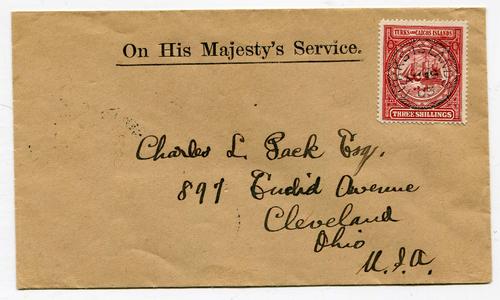 On His Majesty's Service.
TURKS AND CAICOS ISLANDS
THREE SHILLINGS
Charles L. Pack Esq.
897 Euclid Avenue
Cleveland
Ohio
U.S.A.